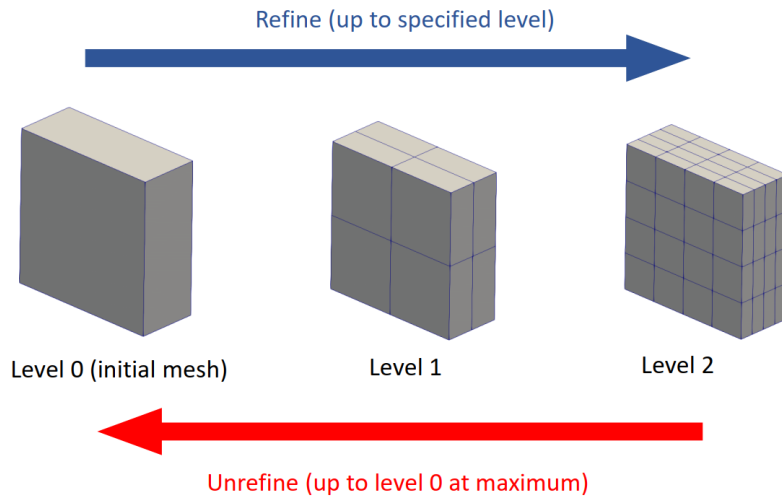 Refine (up to specified level)
Level 0 (initial mesh)
Level 1
Level 2
Unrefine (up to level 0 at maximum)